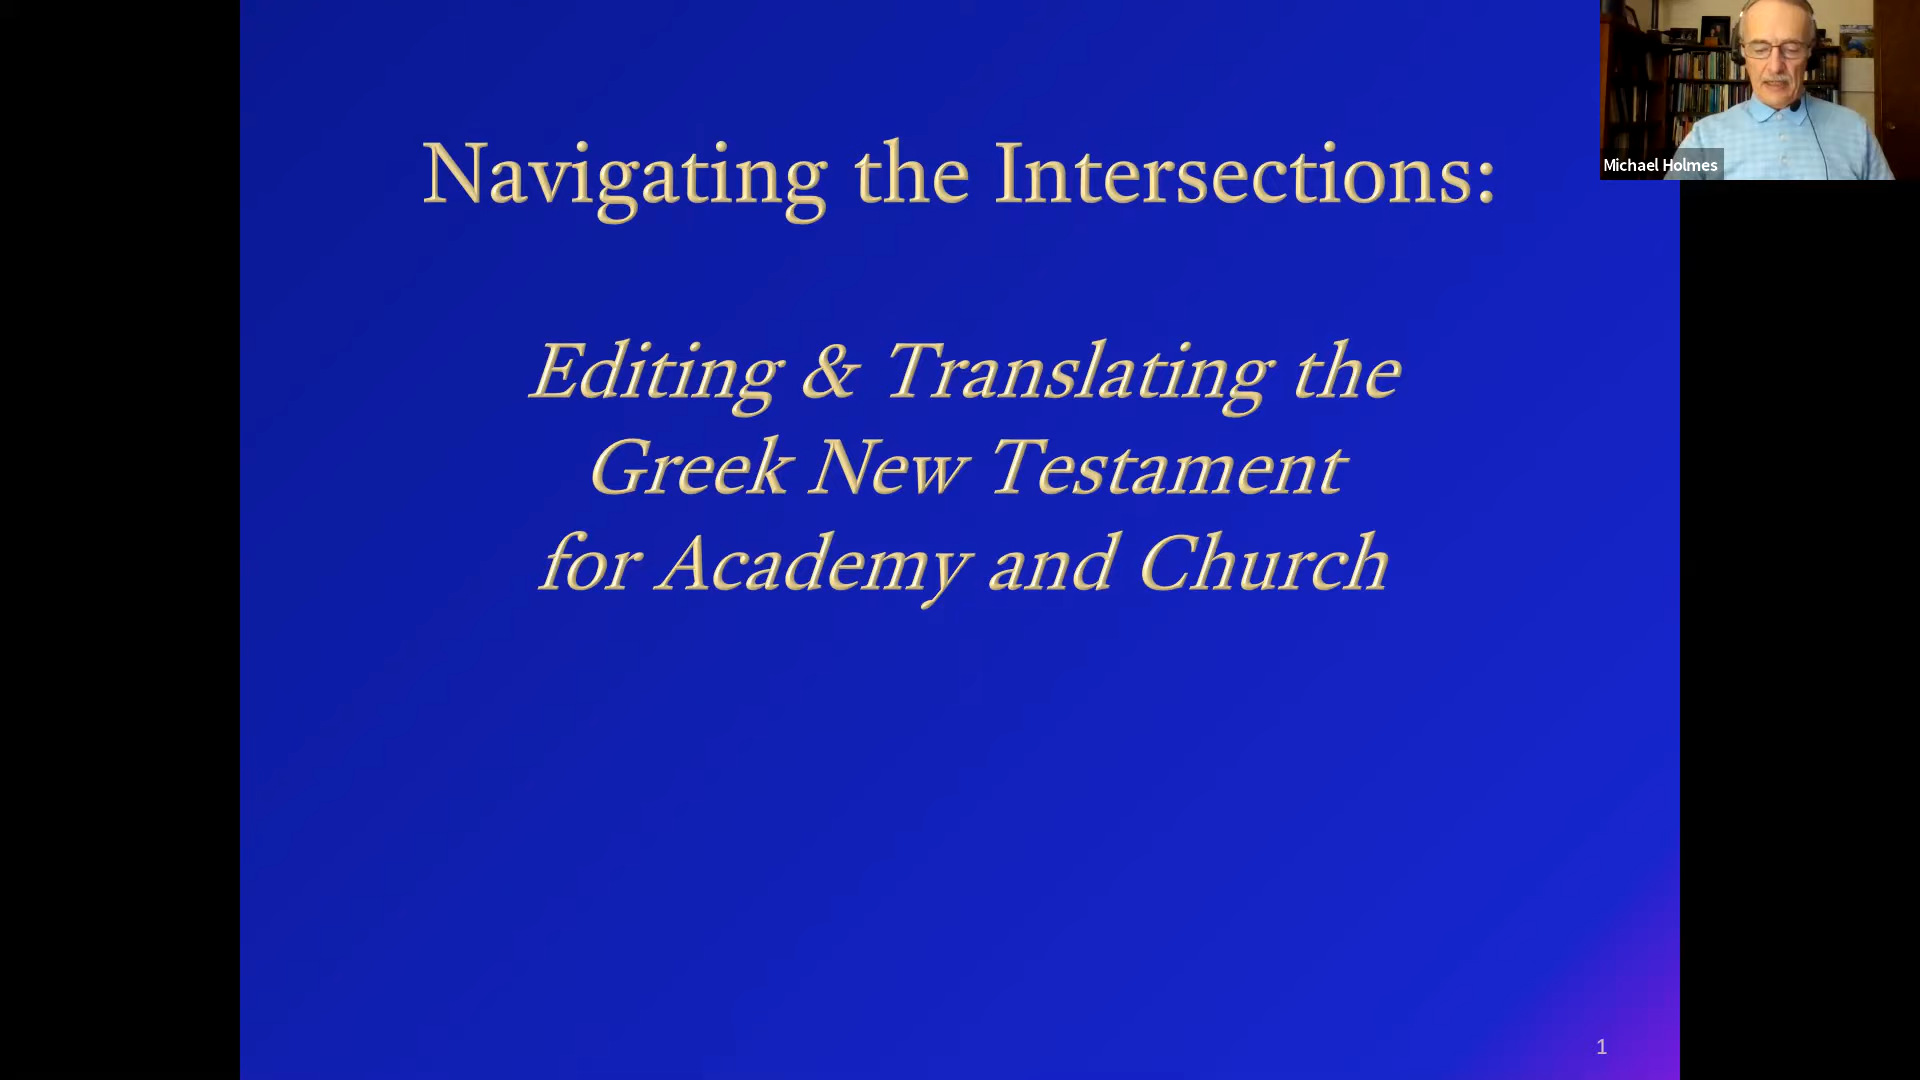 Navigating the Intersections:
Editing & Translating the
Greek New Testament
for Academy and Church
Michael Holmes
1